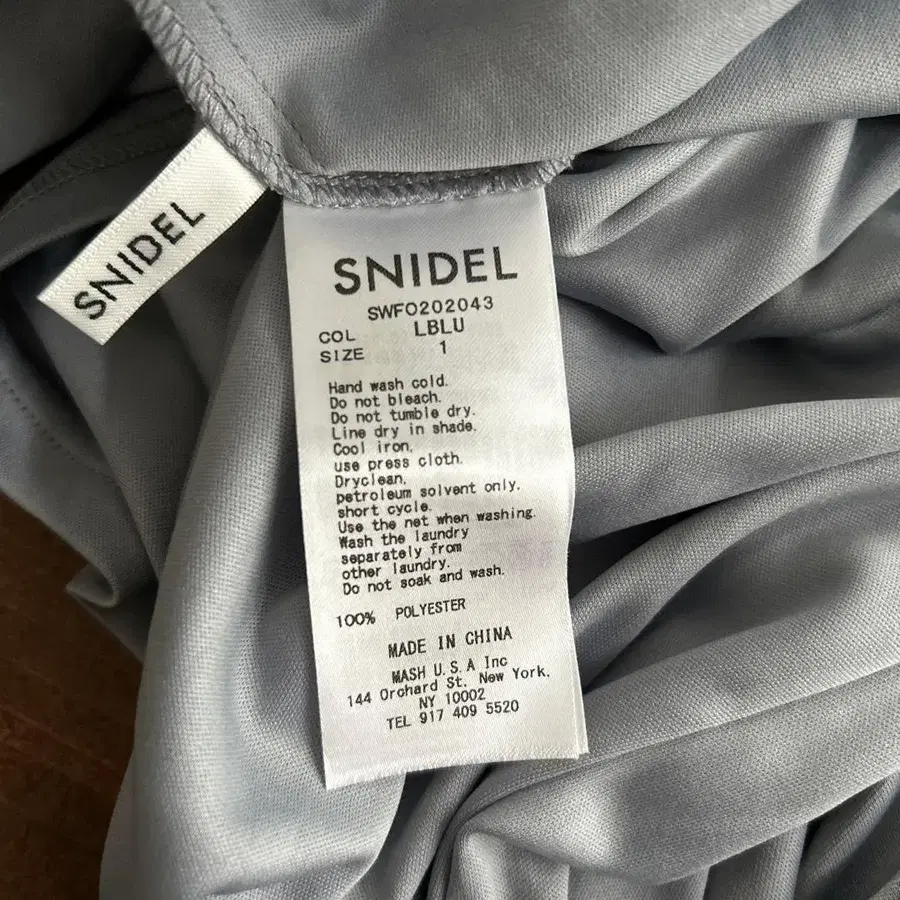 SNIDEL
SNIDEL
SWFO202043
COL LBLU
SIZE 1
Hand wash cold.
Do not bleach.
Do not tumble dry.
Line dry in shade.
Cool iron,
use press cloth.
Dryclean,
petroleum solvent only.
short cycle.
Use the net when washing.
Wash the laundry
separately from
other laundry.
Do not soak and wash.
100% POLYESTER
MADE IN CHINA
MASH U.S.A Inc
144 Orchard St. New York,
NY 10002
TEL 917 409 5520